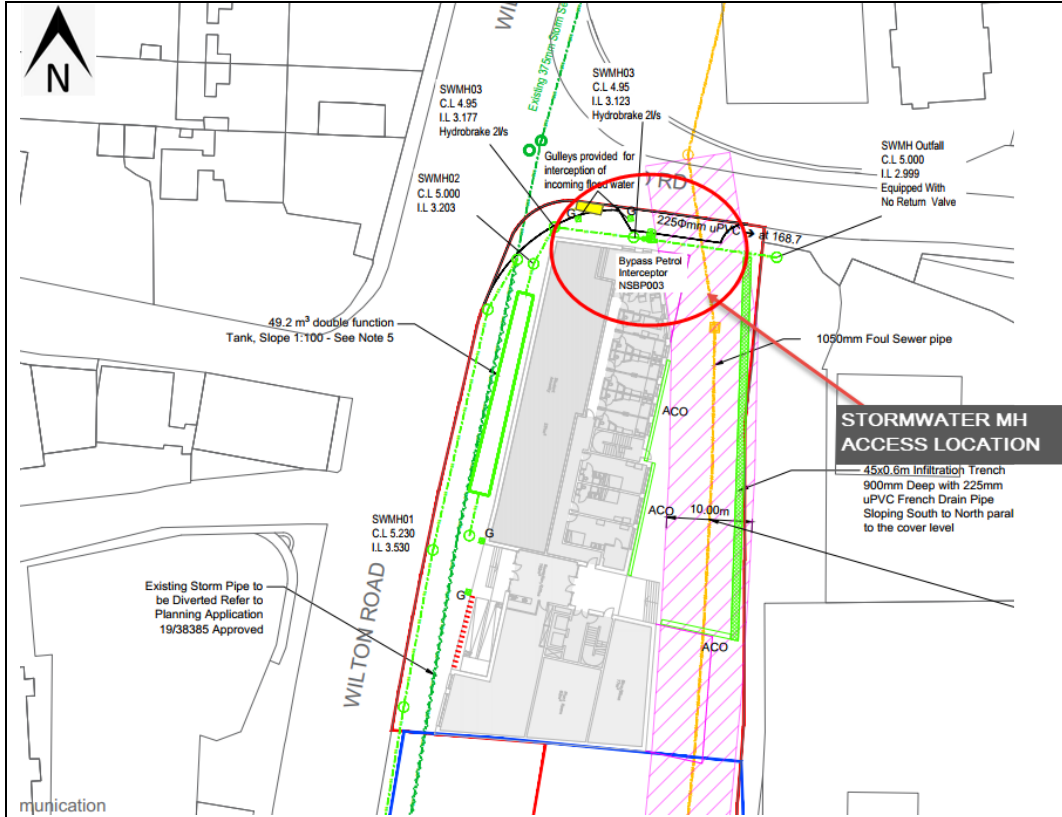 N
WIL
Existing 375mm Storm Se
SWMH03
C.L 4.95
I.L 3.177
Hydrobrake 2l/s
SWMH03
C.L 4.95
I.L 3.123
Hydrobrake 2l/s
Gulleys provided for
interception of
incoming flood water
SWMH Outfall
C.L 5.000
I.L 2.999
Equipped With
No Return Valve
SWMH02
C.L 5.000
I.L 3.203
RD
G
G
225Φmm uPVC → at 168.7
Bypass Petrol
Interceptor
NSBP003
49.2 m³ double function
Tank, Slope 1:100 - See Note 5
1050mm Foul Sewer pipe
STORMWATER MH
ACCESS LOCATION
ACO
45x0.6m Infiltration Trench
900mm Deep with 225mm
uPVC French Drain Pipe
Sloping South to North paral
to the cover level
ACO
10.00m
SWMH01
C.L 5.230
I.L 3.530
G
Existing Storm Pipe to
be Diverted Refer to
Planning Application
19/38385 Approved
G
WILTON ROAD
ACO
munication